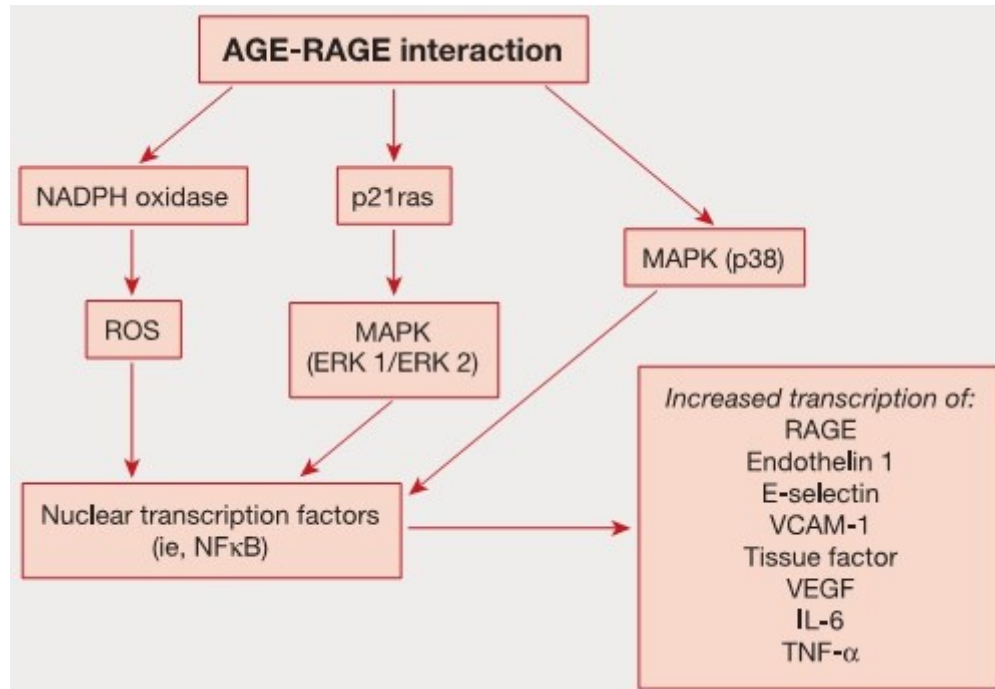 AGE-RAGE interaction
NADPH oxidase
p21ras
MAPK (p38)
ROS
MAPK
(ERK 1/ERK 2)
Nuclear transcription factors
(ie, NFκB)
Increased transcription of:
RAGE
Endothelin 1
E-selectin
VCAM-1
Tissue factor
VEGF
IL-6
TNF-α